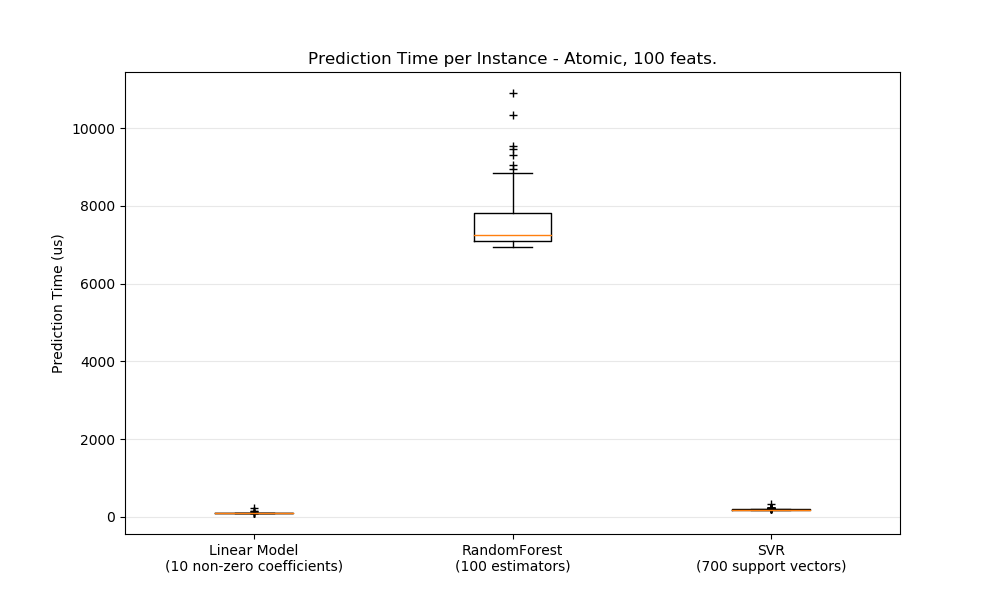 Prediction Time per Instance - Atomic, 100 feats.
Prediction Time (us)
10000
8000
6000
4000
2000
0
Linear Model
(10 non-zero coefficients)
RandomForest
(100 estimators)
SVR
(700 support vectors)